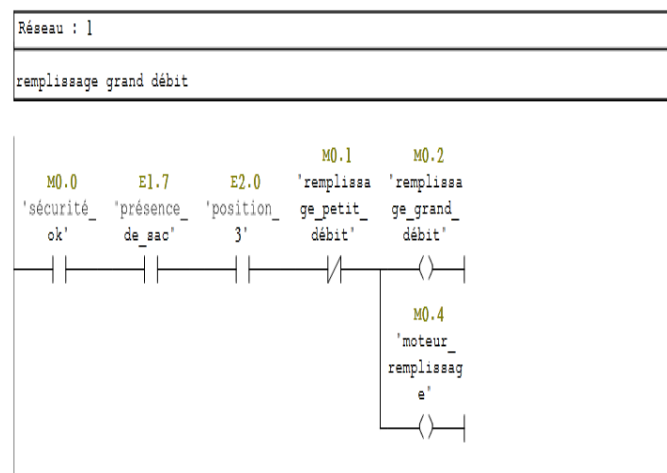 Réseau : 1
remplissage grand débit
M0.1
M0.2
M0.0
E1.7
E2.0
"remplissa
"remplissa
"sécurité_
"présence_
"position_
ge_petit_
ge_grand_
ok"
de_sac"
3"
débit"
débit"
M0.4
"moteur_
remplissag
e"